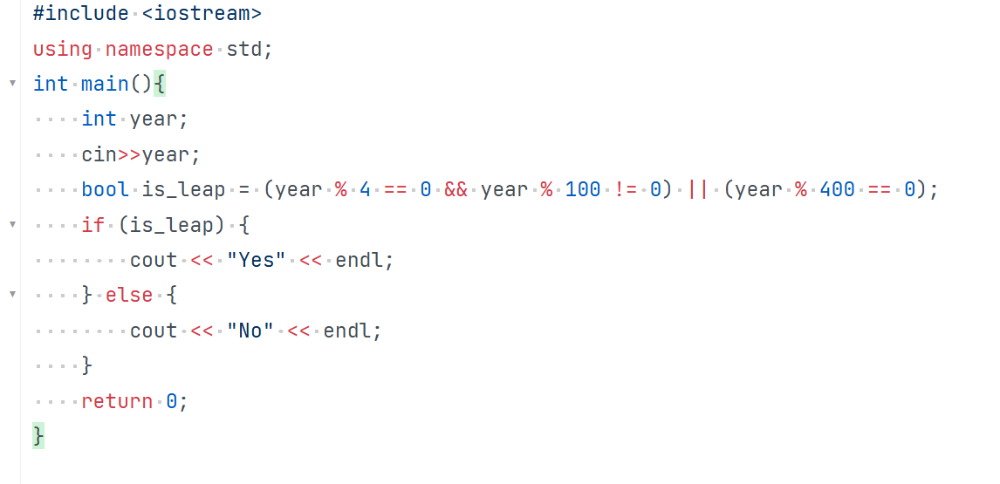 #include <iostream>
using namespace std;
int main(){
    int year;
    cin>>year;
    bool is_leap = (year % 4 == 0 && year % 100 != 0) || (year % 400 == 0);
    if (is_leap) {
        cout << "Yes" << endl;
    } else {
        cout << "No" << endl;
    }
    return 0;
}